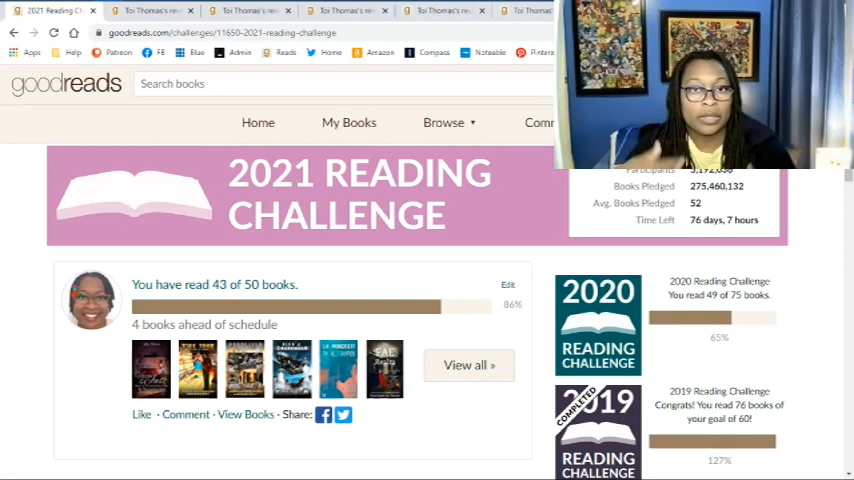 2021 Reading Ch
Toi Thomas's rev
Toi Thomas's rev
Toi Thomas's rev
Toi Thomas's rev
Toi Thomas
goodreads.com/challenges/11650-2021-reading-challenge
Apps Help Patreon FB Blue Admin Reads Twitter Home Amazon Compass Noteable Pinteres
goodreads
Search books
Home My Books Browse ▾ Comm
2021 READING
CHALLENGE
Participants
Books Pledged 275,460,132
Avg. Books Pledged 52
Time Left 76 days, 7 hours
You have read 43 of 50 books.
Edit
86%
4 books ahead of schedule
View all »
Like · Comment · View Books · Share:
2020
READING
CHALLENGE
2020 Reading Challenge
You read 49 of 75 books.
65%
COMPLETED
2019
READING
CHALLENGE
2019 Reading Challenge
Congrats! You read 76 books of
your goal of 60!
127%